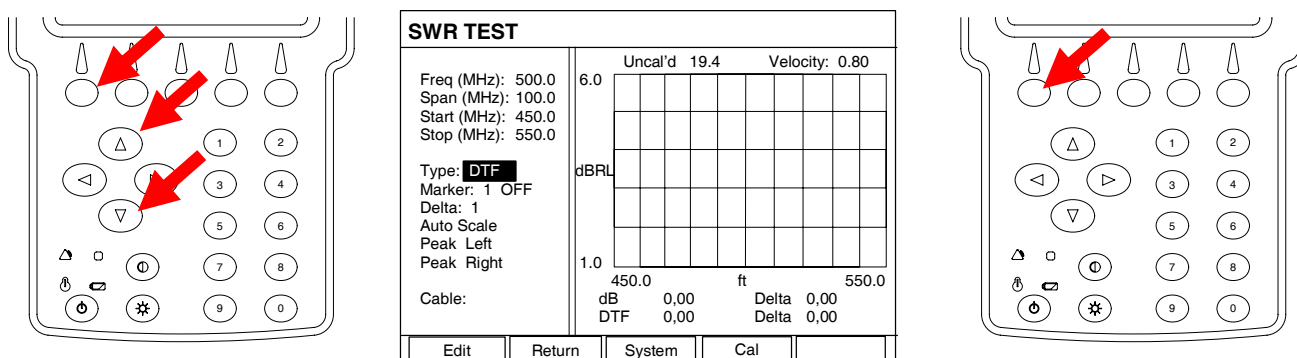 1 2
3 4
5 6
7 8
9 0
SWR TEST
Uncal'd 19.4 Velocity: 0.80
Freq (MHz): 500.0
Span (MHz): 100.0
Start (MHz): 450.0
Stop (MHz): 550.0
Type: DTF
Marker: 1 OFF
Delta: 1
Auto Scale
Peak Left
Peak Right
Cable:
6.0
dBRL
1.0
450.0 ft 550.0
dB 0,00 Delta 0,00
DTF 0,00 Delta 0,00
Edit Return System Cal
1 2
3 4
5 6
7 8
9 0